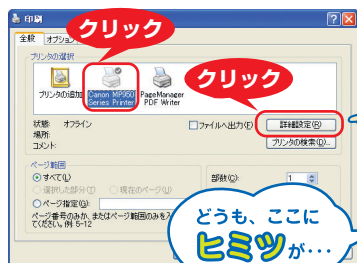 印刷
クリック
全般 オプション
プリンタの選択
プリンタの追加 Canon MP950 Series Printer PageManager PDF Writer
クリック
状態: オフライン
場所:
コメント:
ファイルへ出力(F)
詳細設定(R)
プリンタの検索(D)...
ページ範囲
すべて(L)
選択した部分(T) 現在のページ(U)
ページ指定(G):
ページ番号のみか、またはページ範囲のみを入
てください。例 5-12
部数(C): 1
どうも、ここに
ヒミツが・・・